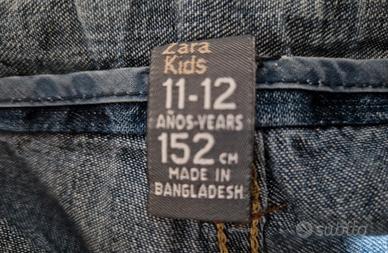 Zara
Kids
11-12
AÑOS-YEARS
152 CM
MADE IN
BANGLADESH
subito